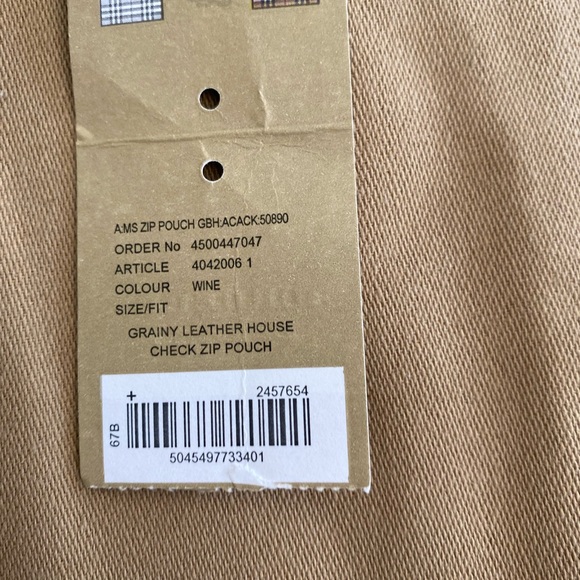 A:MS ZIP POUCH GBH:ACACK:50890
ORDER No 4500447047
ARTICLE 4042006 1
COLOUR WINE
SIZE/FIT
GRAINY LEATHER HOUSE
CHECK ZIP POUCH
+ 2457654
67B
5045497733401